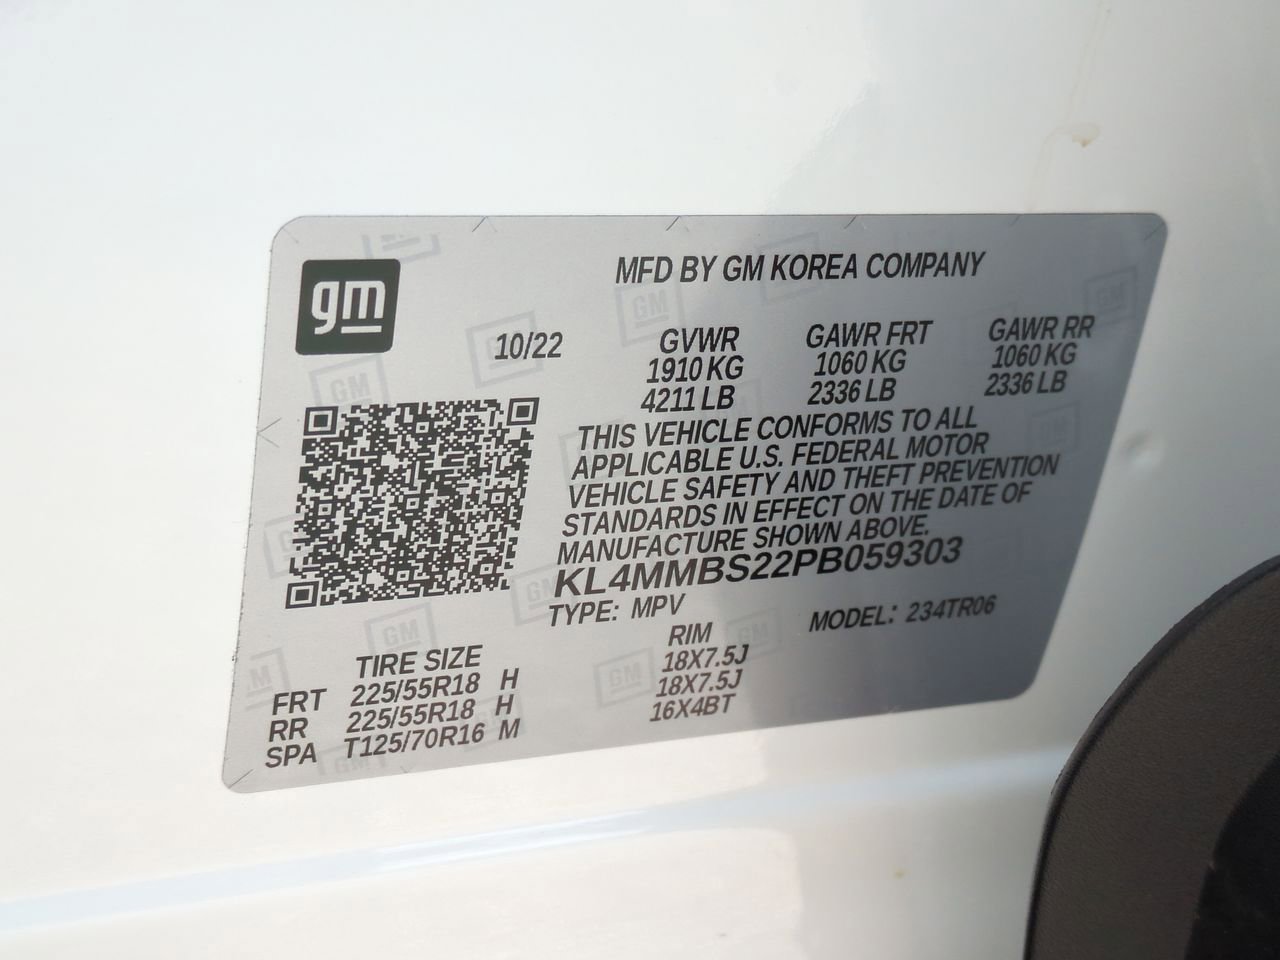 gm
MFD BY GM KOREA COMPANY
10/22
GVWR GAWR FRT GAWR RR
1910 KG 1060 KG 1060 KG
4211 LB 2336 LB 2336 LB
THIS VEHICLE CONFORMS TO ALL
APPLICABLE U.S. FEDERAL MOTOR
VEHICLE SAFETY AND THEFT PREVENTION
STANDARDS IN EFFECT ON THE DATE OF
MANUFACTURE SHOWN ABOVE.
KL4MMBS22PB059303
TYPE: MPV MODEL: 234TR06
TIRE SIZE RIM
FRT 225/55R18 H 18X7.5J
RR 225/55R18 H 18X7.5J
SPA T125/70R16 M 16X4BT